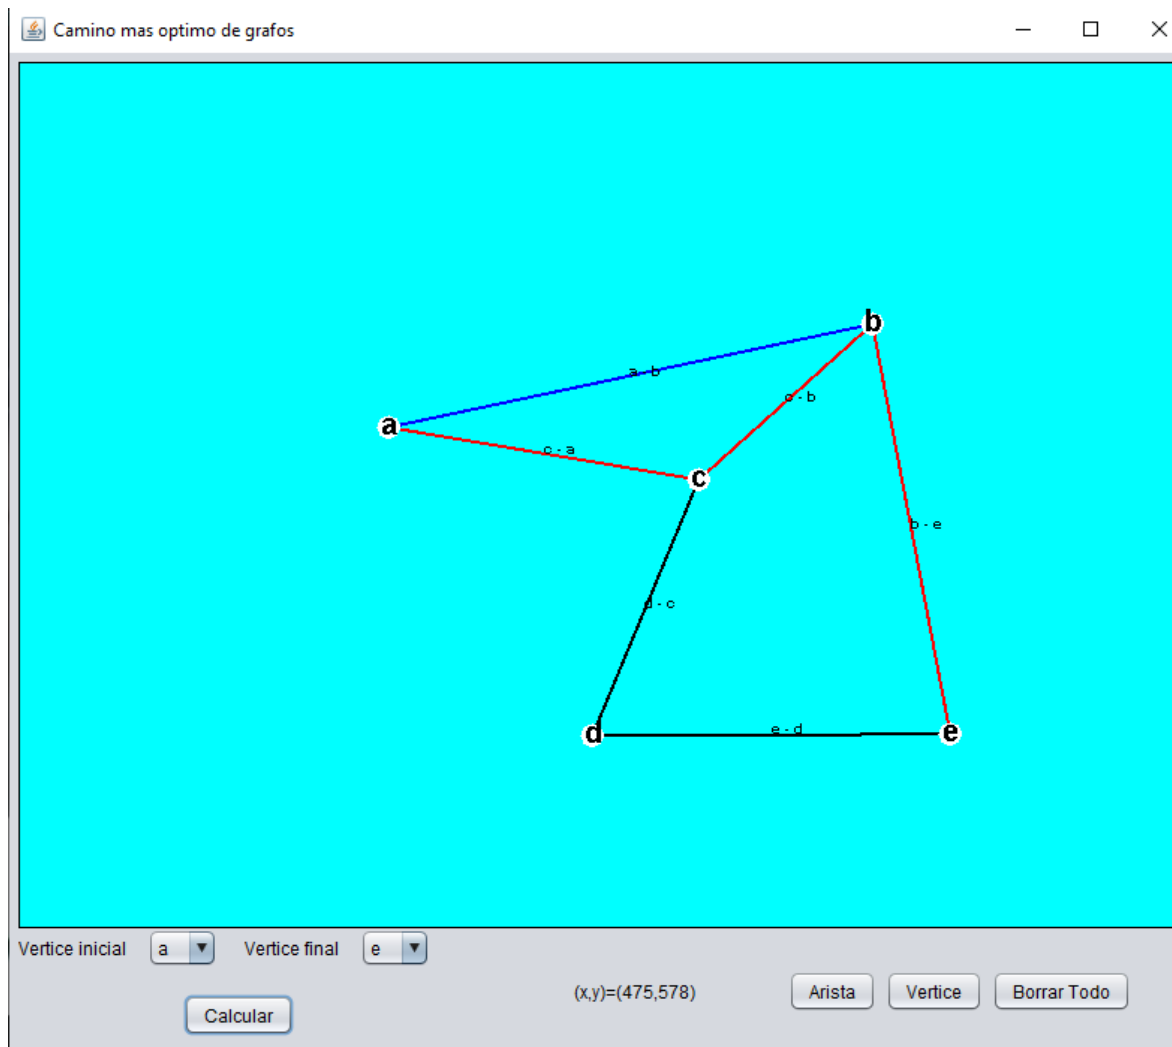 Camino mas optimo de grafos
b
a - b
c - b
a
c - a
c
b - e
d - c
e - d
d
e
Vertice inicial a Vertice final e
(x,y)=(475,578) Arista Vertice Borrar Todo
Calcular